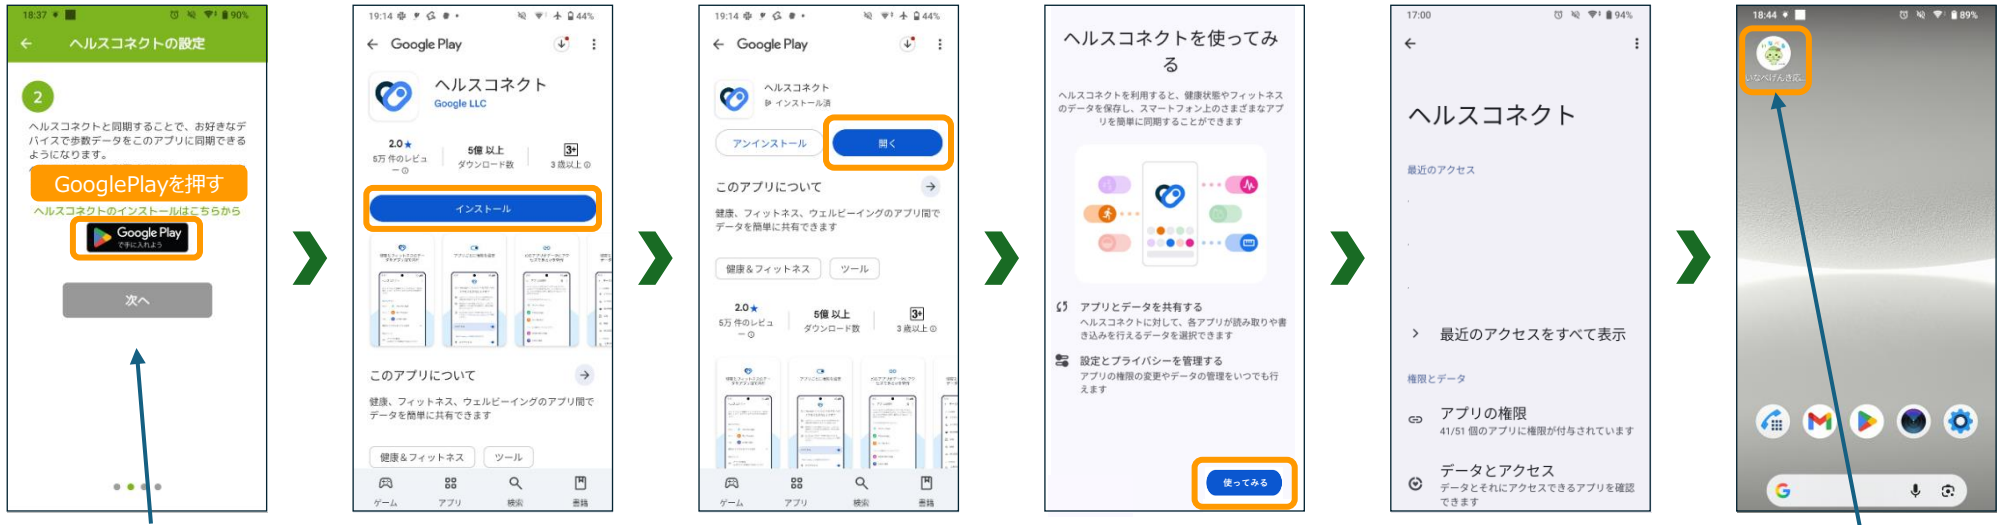 18:37
90%
ヘルスコネクトの設定
2
ヘルスコネクトと同期することで、お好きなデ
バイスで歩数データをこのアプリに同期できる
ようになります。
GooglePlayを押す
ヘルスコネクトのインストールはこちらから
Google Play
で手に入れよう
次へ
19:14
44%
Google Play
ヘルスコネクト
Google LLC
2.0★
5万 件のレビュ
ー
5億 以上
ダウンロード数
3+
3 歳以上
インストール
このアプリについて
健康、フィットネス、ウェルビーイングのアプリ間で
データを簡単に共有できます
健康＆フィットネス
ツール
ゲーム
アプリ
検索
書籍
19:14
44%
Google Play
ヘルスコネクト
インストール済
アンインストール
開く
このアプリについて
健康、フィットネス、ウェルビーイングのアプリ間で
データを簡単に共有できます
健康＆フィットネス
ツール
2.0★
5万 件のレビュ
ー
5億 以上
ダウンロード数
3+
3 歳以上
ゲーム
アプリ
検索
書籍
ヘルスコネクトを使ってみ
る
ヘルスコネクトを利用すると、健康状態やフィットネス
のデータを保存し、スマートフォン上のさまざまなアプ
リを簡単に同期することができます
アプリとデータを共有する
ヘルスコネクトに対して、各アプリが読み取りや書
き込みを行えるデータを選択できます
設定とプライバシーを管理する
アプリの権限の変更やデータの管理をいつでも行
えます
使ってみる
17:00
94%
ヘルスコネクト
最近のアクセス
最近のアクセスをすべて表示
権限とデータ
アプリの権限
41/51 個のアプリに権限が付与されています
データとアクセス
データとそれにアクセスできるアプリを確認
できます
18:44
89%
いなべげんき応...